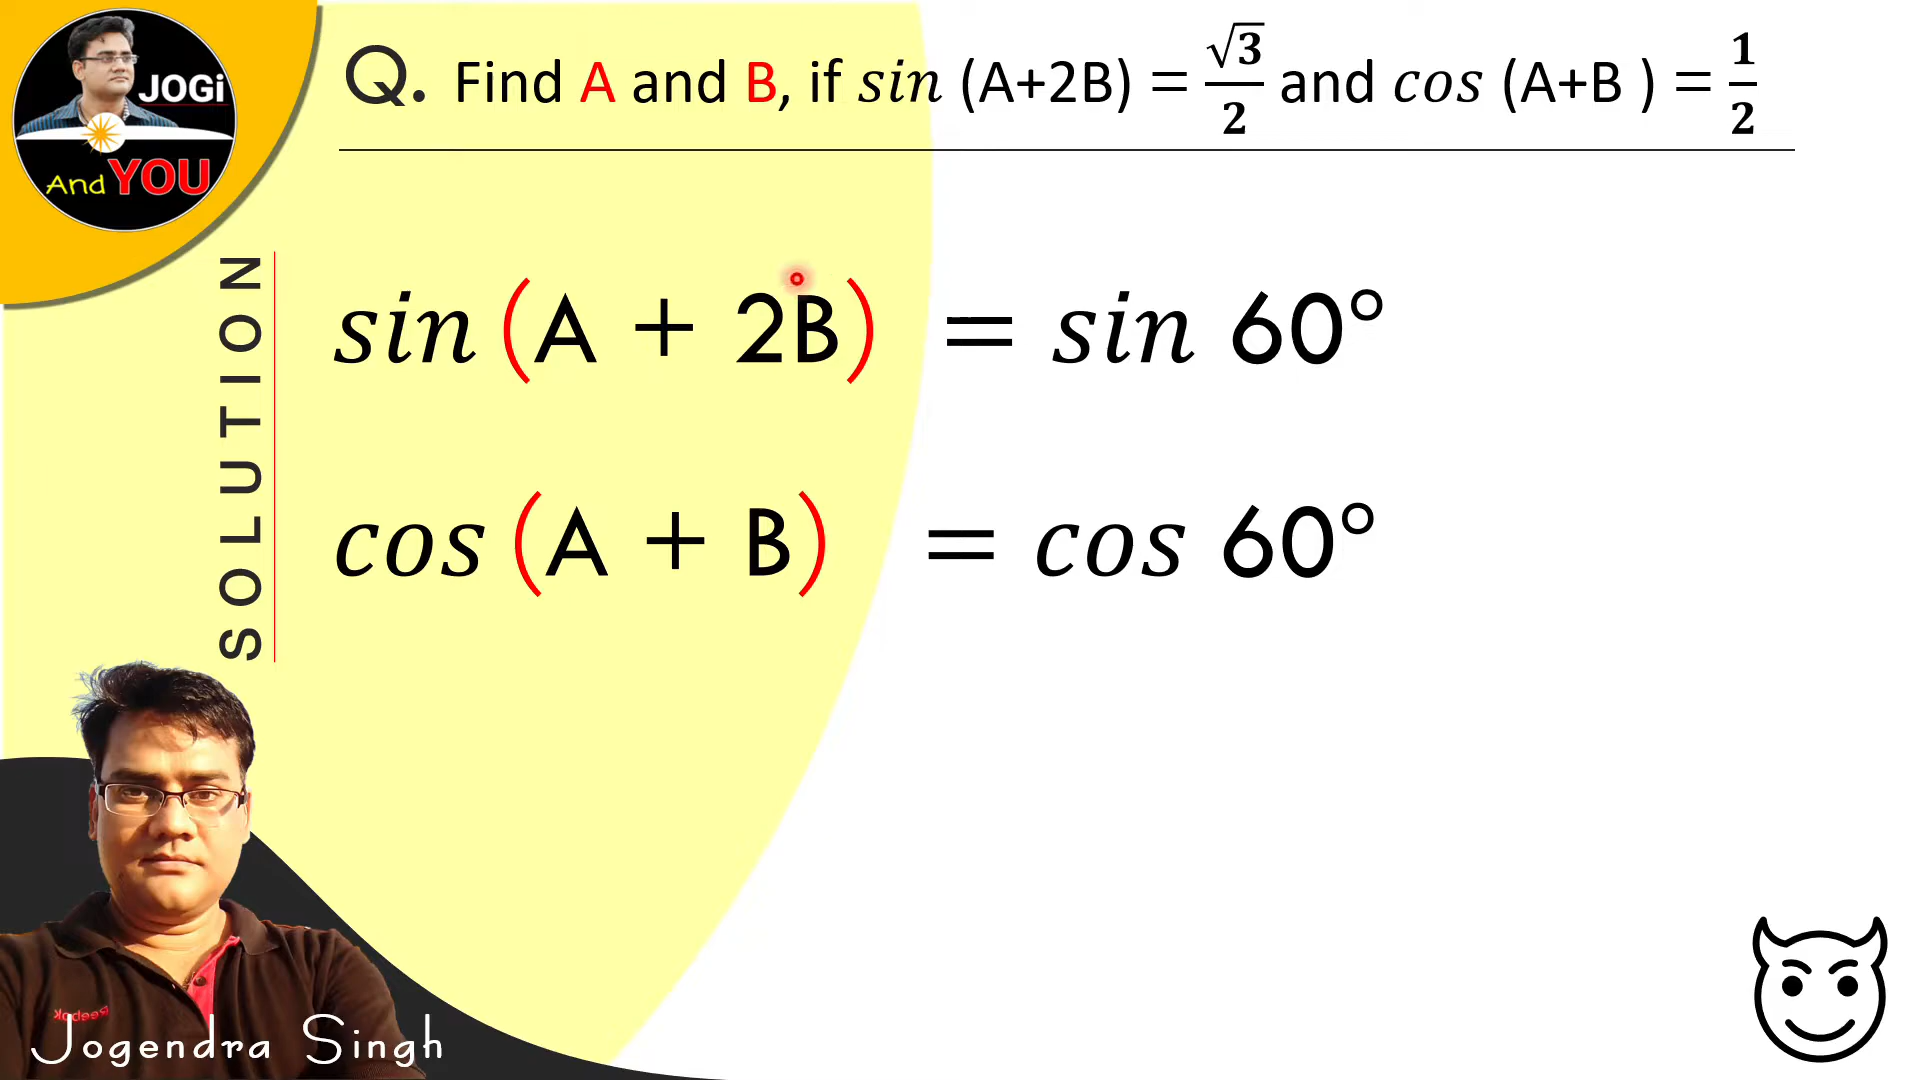 JOGi
And YOU
Q. Find A and B, if sin (A+2B) = √3/2 and cos (A+B ) = 1/2
SOLUTION
sin (A + 2B) = sin 60°
cos (A + B) = cos 60°
Reebok
Jogendra Singh